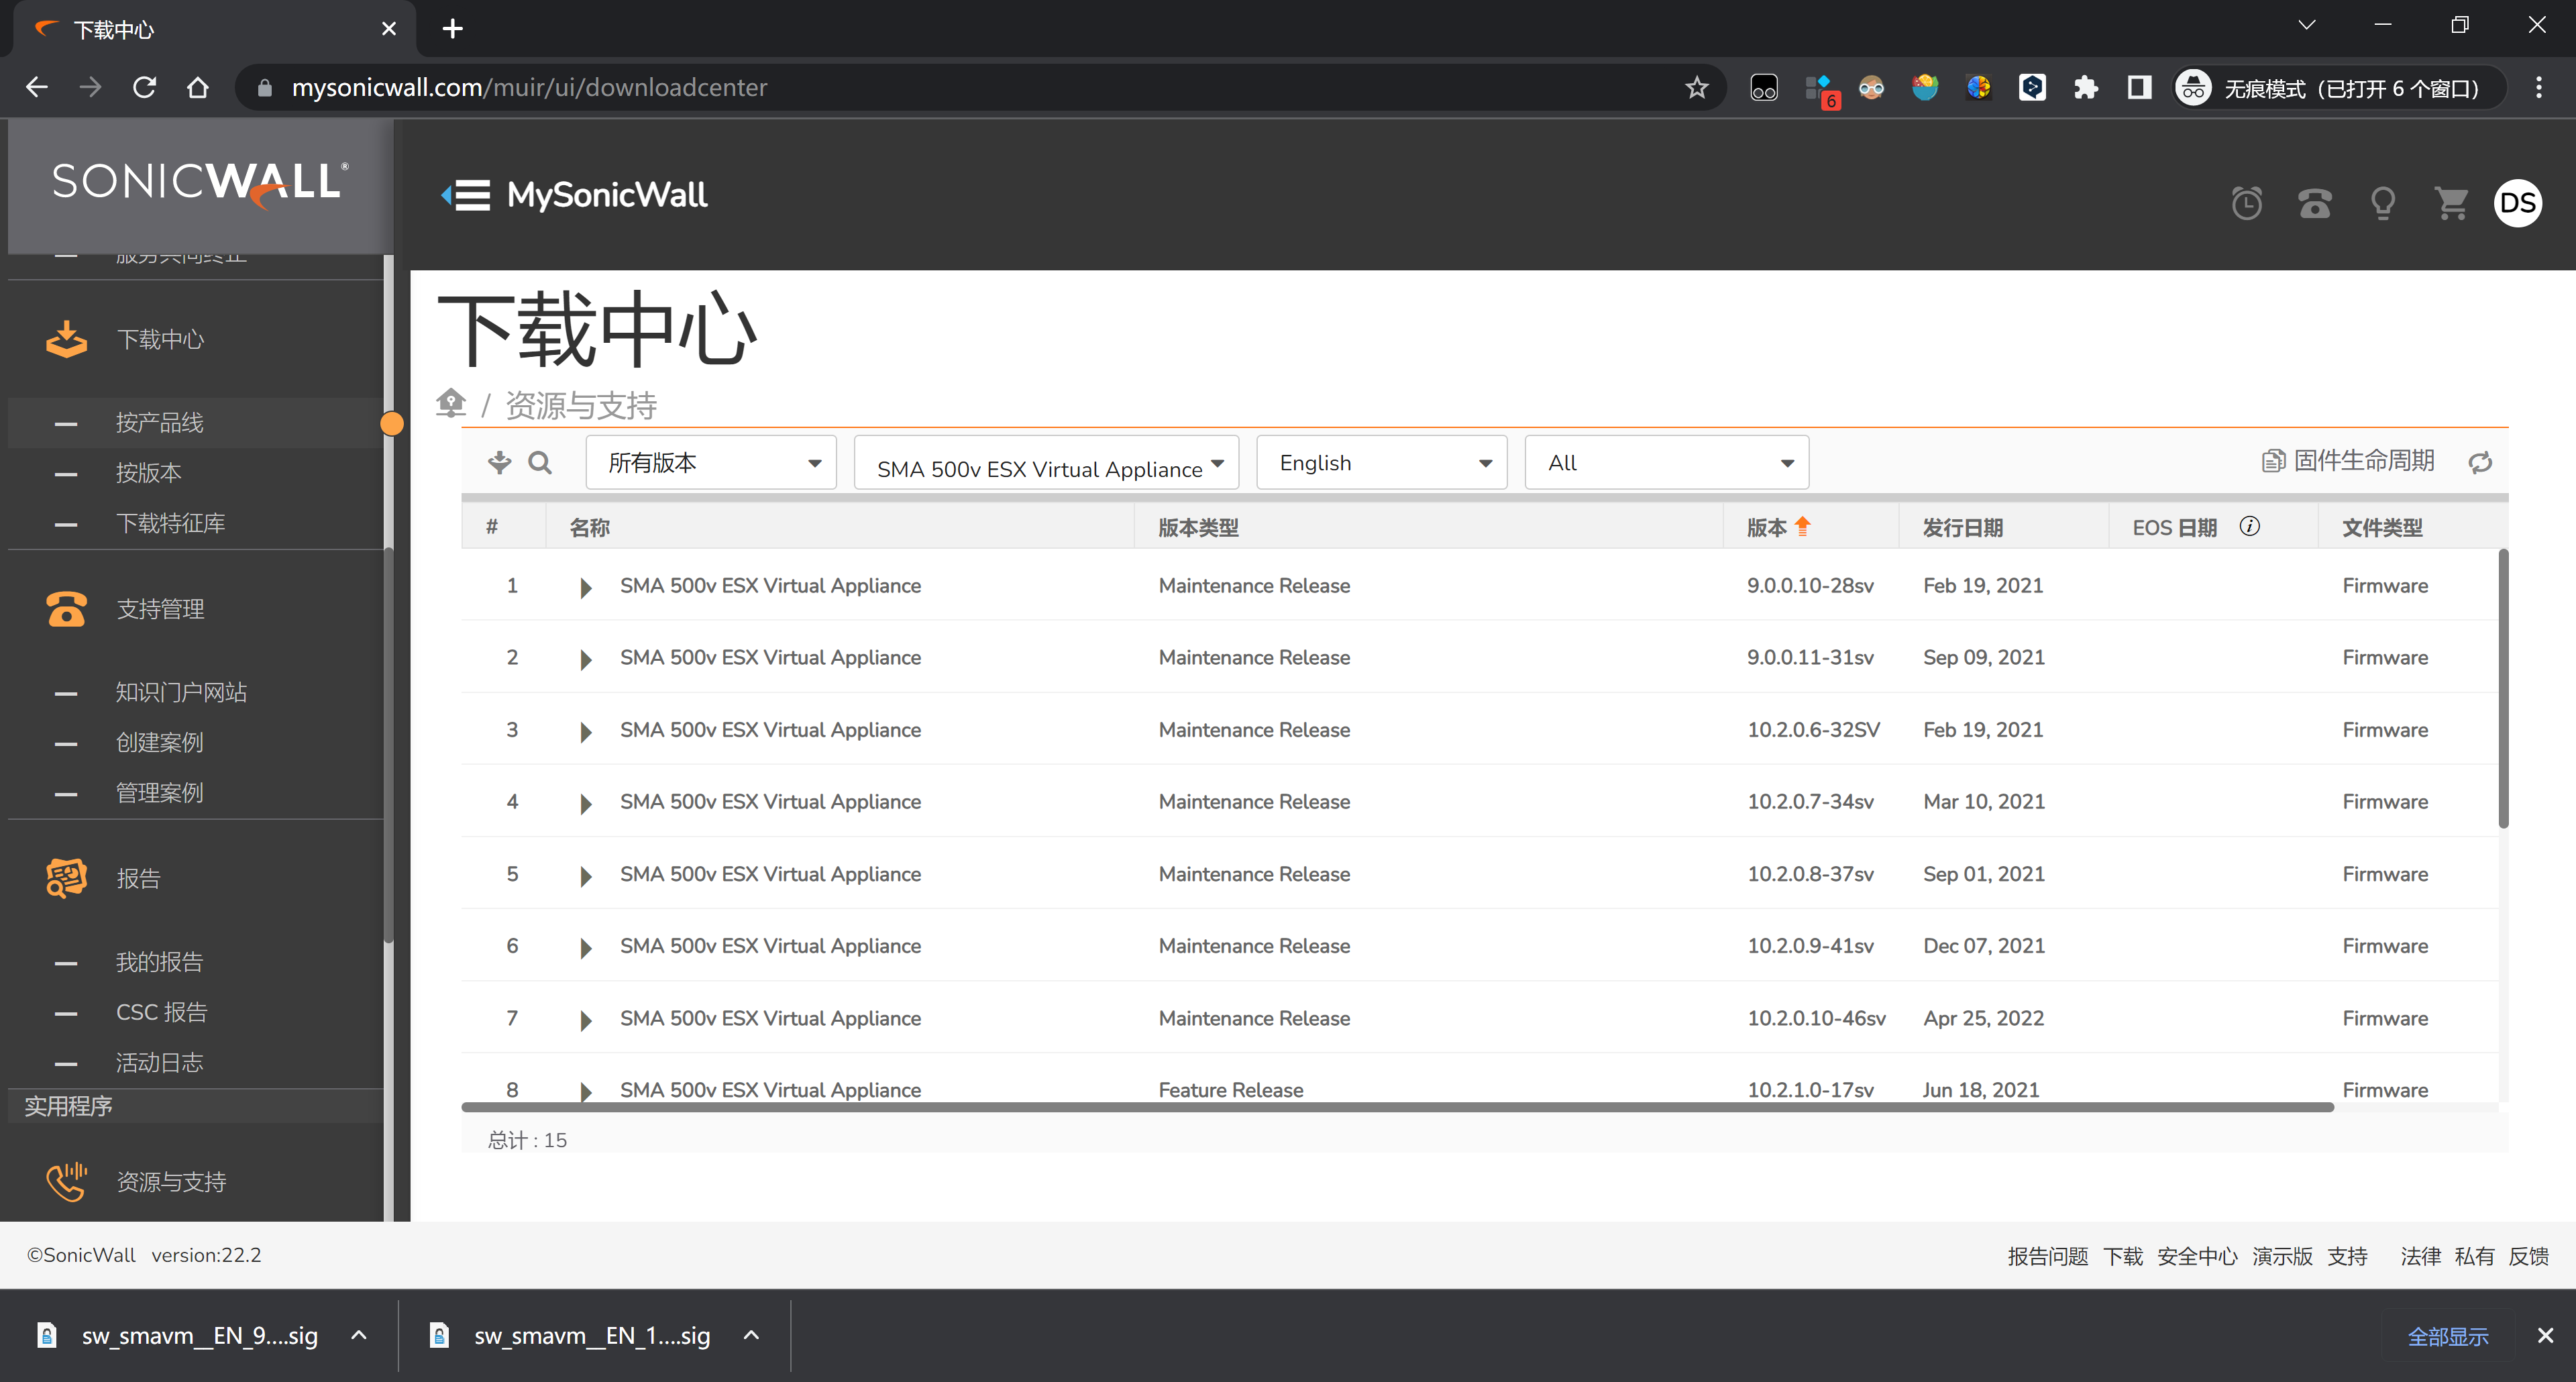 下载中心
mysonicwall.com/muir/ui/downloadcenter
6
无痕模式（已打开 6 个窗口）
SONICWALL®
MySonicWall
DS
服务共同终止
下载中心
按产品线
按版本
下载特征库
支持管理
知识门户网站
创建案例
管理案例
报告
我的报告
CSC 报告
活动日志
实用程序
资源与支持
下载中心
/ 资源与支持
所有版本 SMA 500v ESX Virtual Appliance English All 固件生命周期
# 名称 版本类型 版本 发行日期 EOS 日期 文件类型
1 SMA 500v ESX Virtual Appliance Maintenance Release 9.0.0.10-28sv Feb 19, 2021 Firmware
2 SMA 500v ESX Virtual Appliance Maintenance Release 9.0.0.11-31sv Sep 09, 2021 Firmware
3 SMA 500v ESX Virtual Appliance Maintenance Release 10.2.0.6-32SV Feb 19, 2021 Firmware
4 SMA 500v ESX Virtual Appliance Maintenance Release 10.2.0.7-34sv Mar 10, 2021 Firmware
5 SMA 500v ESX Virtual Appliance Maintenance Release 10.2.0.8-37sv Sep 01, 2021 Firmware
6 SMA 500v ESX Virtual Appliance Maintenance Release 10.2.0.9-41sv Dec 07, 2021 Firmware
7 SMA 500v ESX Virtual Appliance Maintenance Release 10.2.0.10-46sv Apr 25, 2022 Firmware
8 SMA 500v ESX Virtual Appliance Feature Release 10.2.1.0-17sv Jun 18, 2021 Firmware
总计 : 15
©SonicWall version:22.2
报告问题 下载 安全中心 演示版 支持 法律 私有 反馈
sw_smavm__EN_9....sig
sw_smavm__EN_1....sig
全部显示